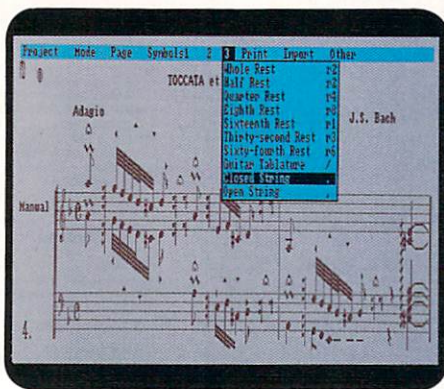 Project Mode Page Symbols1 2 3 Print Import Other
Whole Rest r2
Half Rest r2
Quarter Rest r4
Eighth Rest r8
Sixteenth Rest r1
Thirty-second Rest r3
Sixty-fourth Rest r6
Guitar Tablature /
Closed String .
Open String
TOCCATA et
Adagio
J.S. Bach
Manual
4.